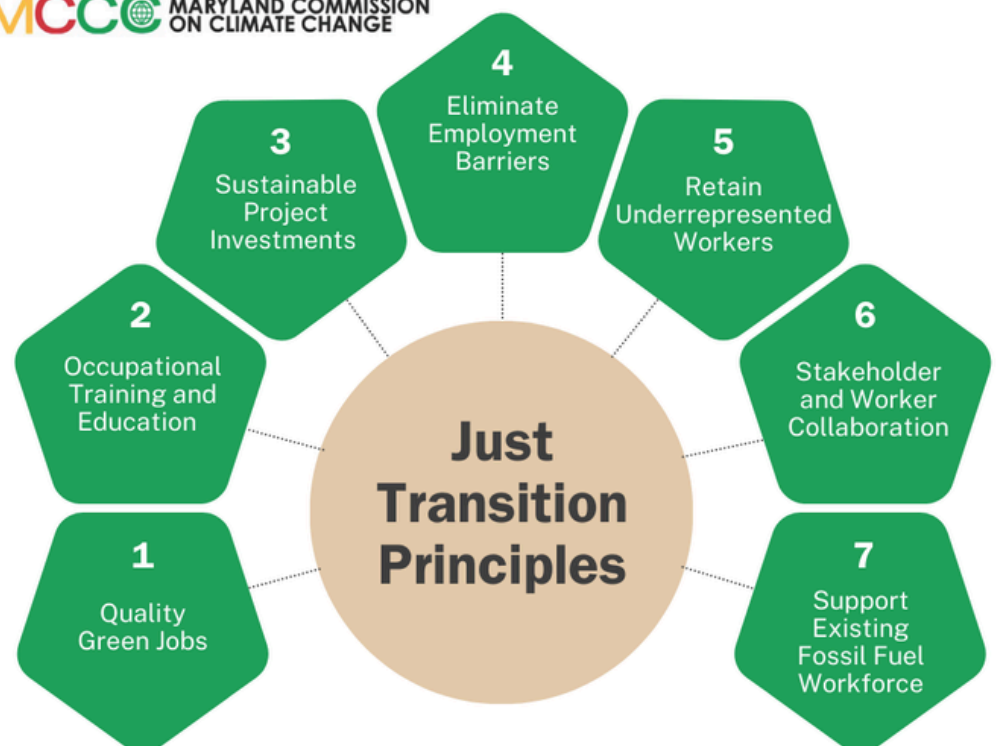 MCCC MARYLAND COMMISSION
ON CLIMATE CHANGE
1
Quality
Green Jobs
2
Occupational
Training and
Education
3
Sustainable
Project
Investments
4
Eliminate
Employment
Barriers
5
Retain
Underrepresented
Workers
6
Stakeholder
and Worker
Collaboration
7
Support
Existing
Fossil Fuel
Workforce
Just
Transition
Principles